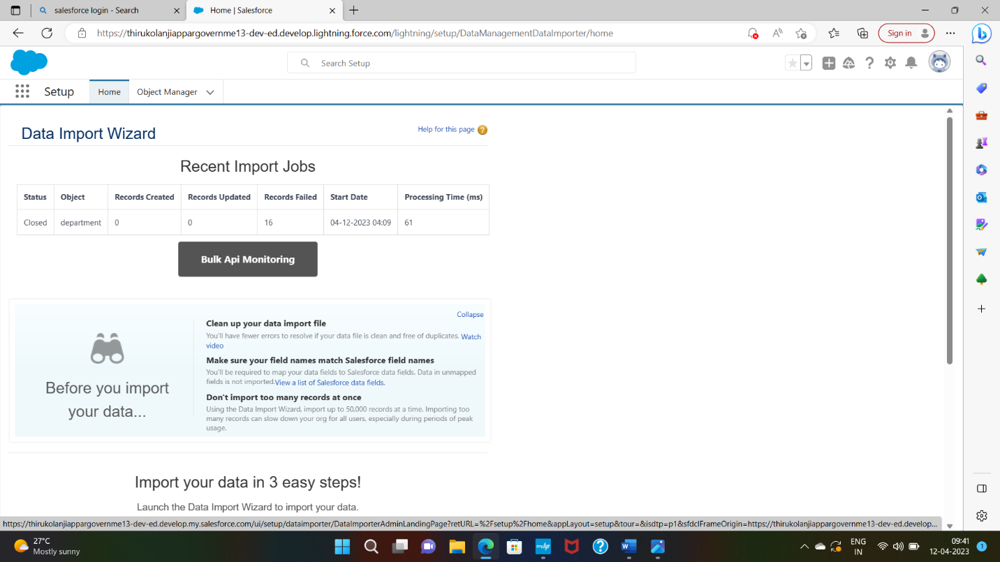 salesforce login - Search
Home | Salesforce
https://thirukolanjiappargovernme13-dev-ed.develop.lightning.force.com/lightning/setup/DataManagementDataImporter/home
Sign in
Search Setup
Setup
Home
Object Manager
Data Import Wizard
Help for this page
Recent Import Jobs
Status Object Records Created Records Updated Records Failed Start Date Processing Time (ms)
Closed department 0 0 16 04-12-2023 04:09 61
Bulk Api Monitoring
Collapse
Before you import
your data...
Clean up your data import file
You'll have fewer errors to resolve if your data file is clean and free of duplicates. Watch
video
Make sure your field names match Salesforce field names
You'll be required to map your data fields to Salesforce data fields. Data in unmapped
fields is not imported.View a list of Salesforce data fields.
Don't import too many records at once
Using the Data Import Wizard, import up to 50,000 records at a time. Importing too
many records can slow down your org for all users, especially during periods of peak
usage.
Import your data in 3 easy steps!
Launch the Data Import Wizard to import your data.
https://thirukolanjiappargovernme13-dev-ed.develop.my.salesforce.com/ui/setup/dataimporter/DataImporterAdminLandingPage?retURL=%2Fsetup%2Fhome&appLayout=setup&tour=&isdtp=p1&sfdcIFrameOrigin=https://thirukolanjiappargovernme13-dev-ed.develop...
27°C
Mostly sunny
ENG
IN
09:41
12-04-2023
1